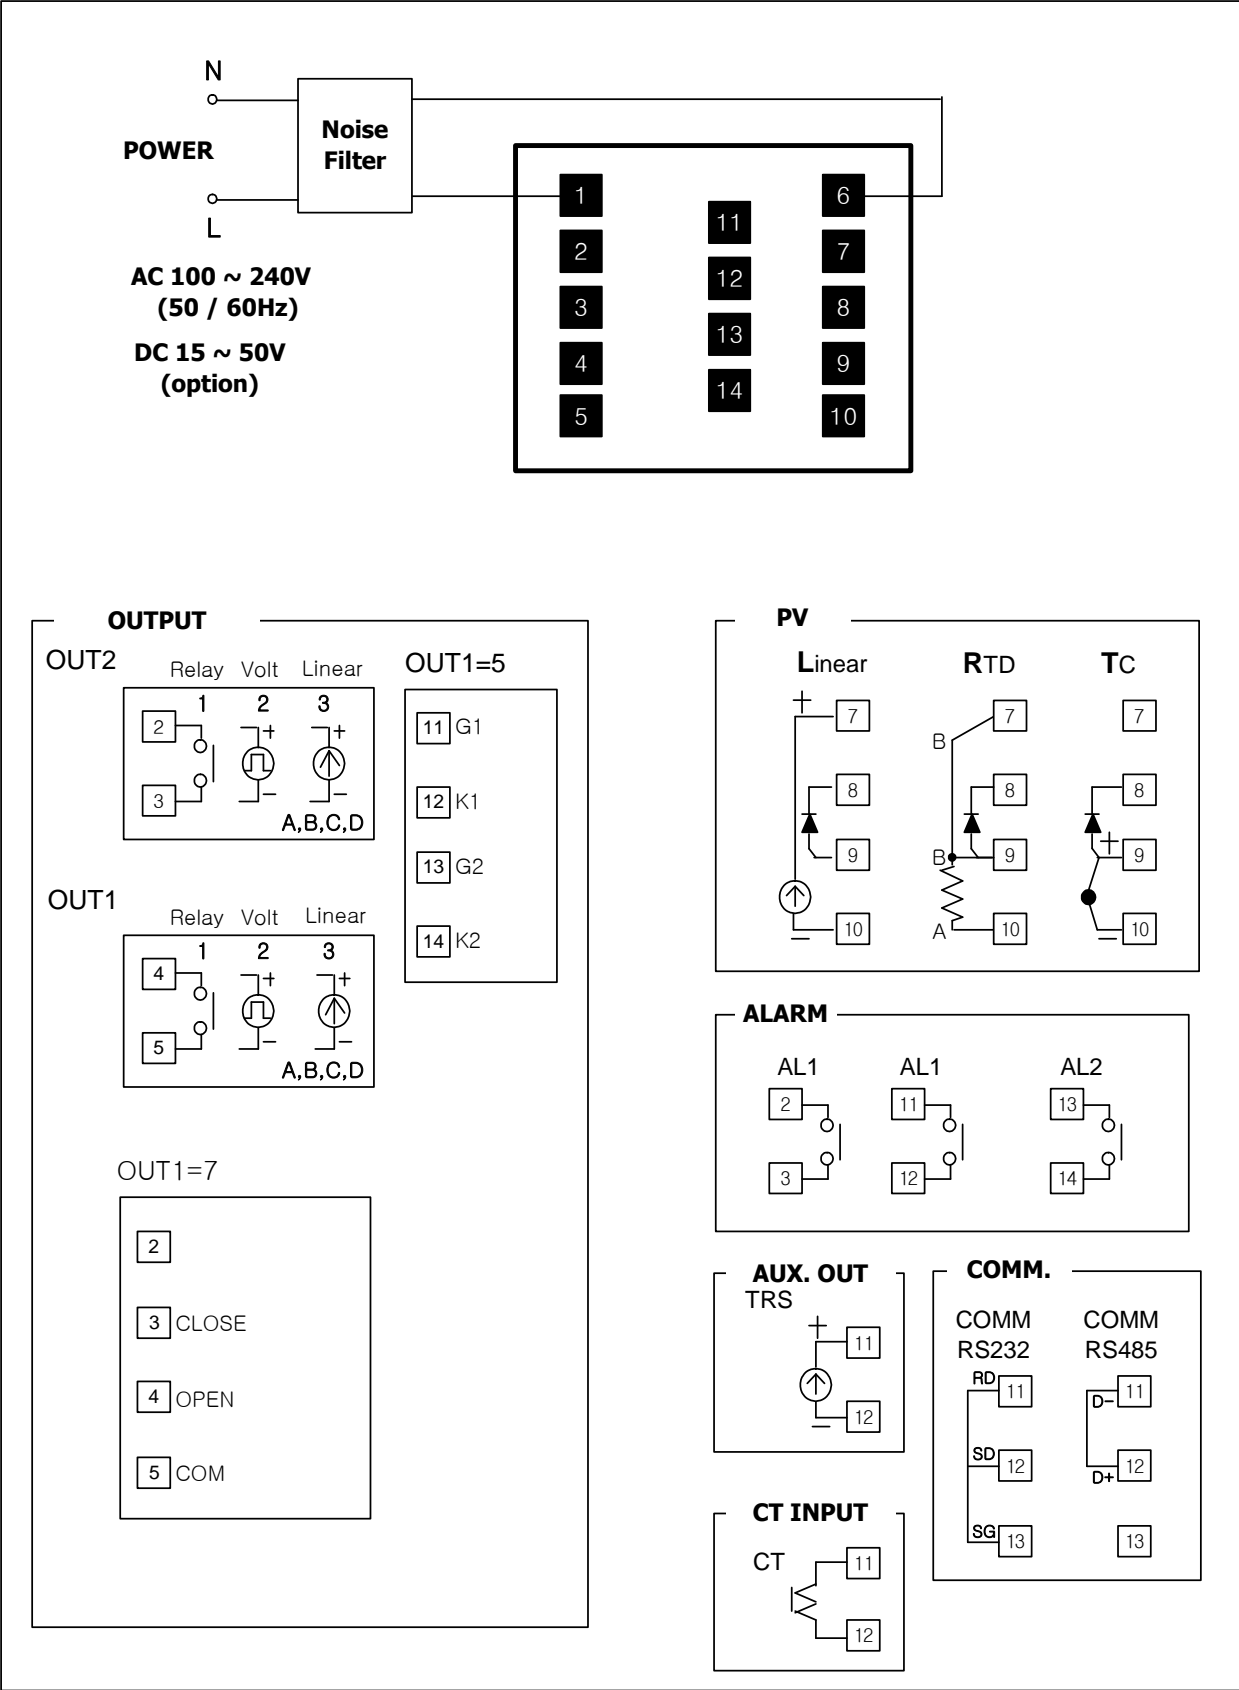 N
POWER
Noise
Filter
L
AC 100 ~ 240V
(50 / 60Hz)
DC 15 ~ 50V
(option)
1
2
3
4
5
11
12
13
14
6
7
8
9
10
OUTPUT
OUT2
Relay Volt Linear
1 2 3
2
3
+ −
+ −
A,B,C,D
OUT1
Relay Volt Linear
1 2 3
4
5
+ −
+ −
A,B,C,D
OUT1=5
11 G1
12 K1
13 G2
14 K2
OUT1=7
2
3 CLOSE
4 OPEN
5 COM
PV
Linear RTD TC
+ 7
8
9
− 10
B 7
8
B 9
A 10
7
8
+ 9
− 10
ALARM
AL1 AL1 AL2
2 11 13
3 12 14
AUX. OUT
TRS
+ 11
− 12
COMM.
COMM COMM
RS232 RS485
RD 11 D− 11
SD 12 D+ 12
SG 13 13
CT INPUT
CT 11
12